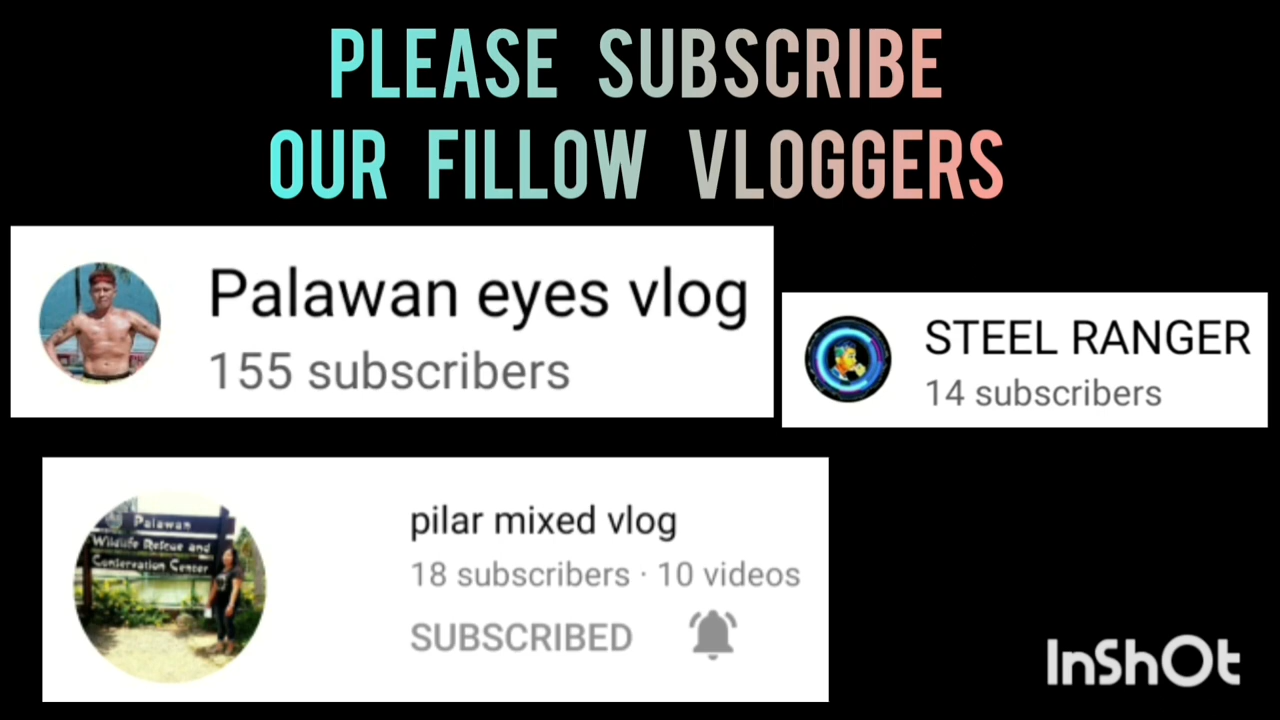 PLEASE SUBSCRIBE
OUR FILLOW VLOGGERS
Palawan eyes vlog
155 subscribers
STEEL RANGER
14 subscribers
Palawan
Wildlife Rescue and
Conservation Center
pilar mixed vlog
18 subscribers · 10 videos
SUBSCRIBED
InShOt